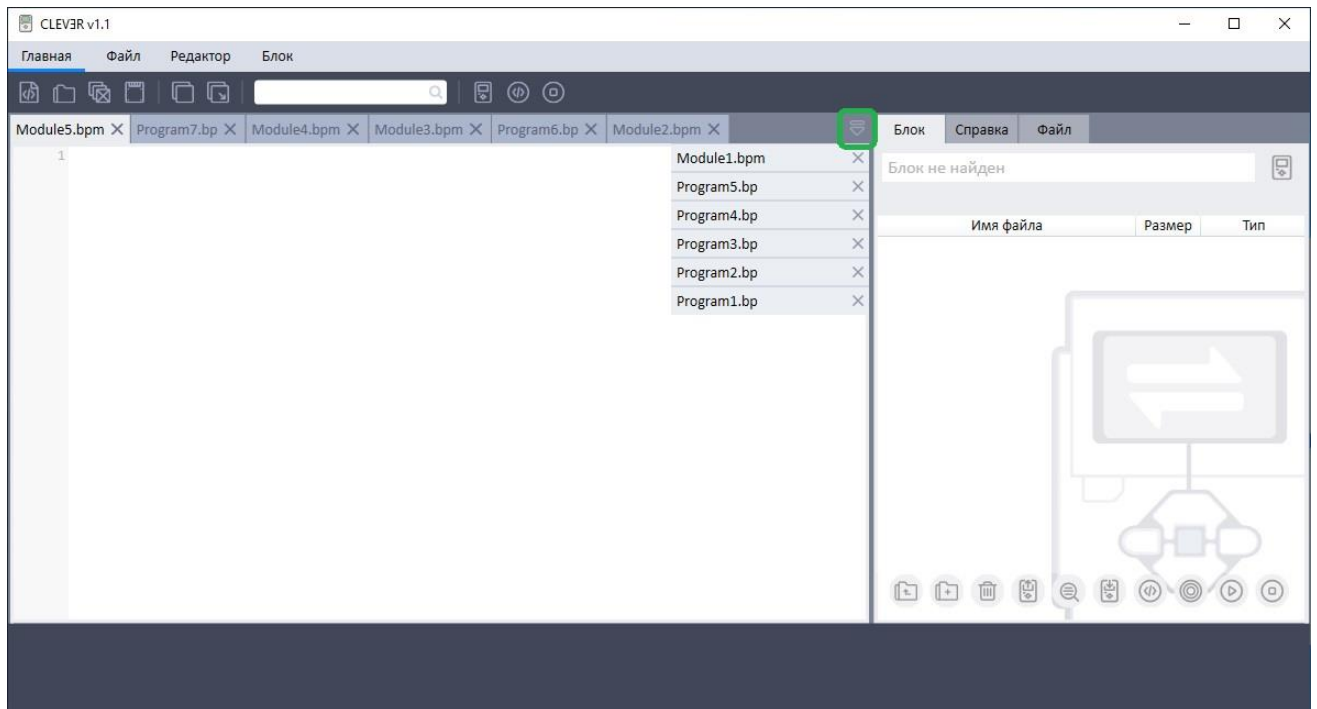 CLEV3R v1.1
Главная Файл Редактор Блок
Module5.bpm Program7.bp Module4.bpm Module3.bpm Program6.bp Module2.bpm
1
Module1.bpm
Program5.bp
Program4.bp
Program3.bp
Program2.bp
Program1.bp
Блок Справка Файл
Блок не найден
Имя файла Размер Тип